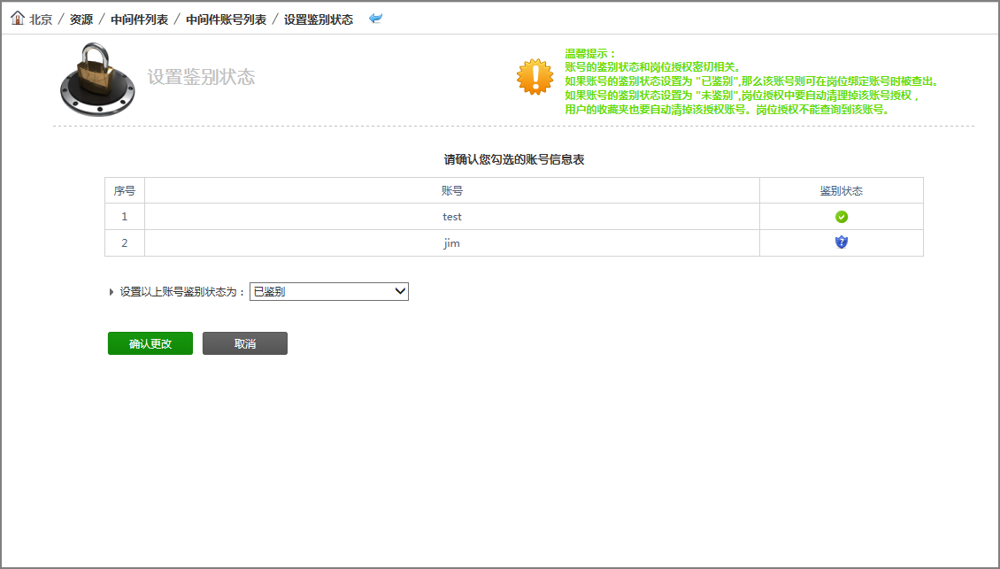 北京 / 资源 / 中间件列表 / 中间件账号列表 / 设置鉴别状态
设置鉴别状态
温馨提示：
账号的鉴别状态和岗位授权密切相关。
如果账号的鉴别状态设置为 "已鉴别",那么该账号则可在岗位绑定账号时被查出。
如果账号的鉴别状态设置为 "未鉴别",岗位授权中要自动清理掉该账号授权，
用户的收藏夹也要自动清掉该授权账号。岗位授权不能查询到该账号。
请确认您勾选的账号信息表
序号 账号 鉴别状态
1 test
2 jim
设置以上账号鉴别状态为： 已鉴别
确认更改 取消